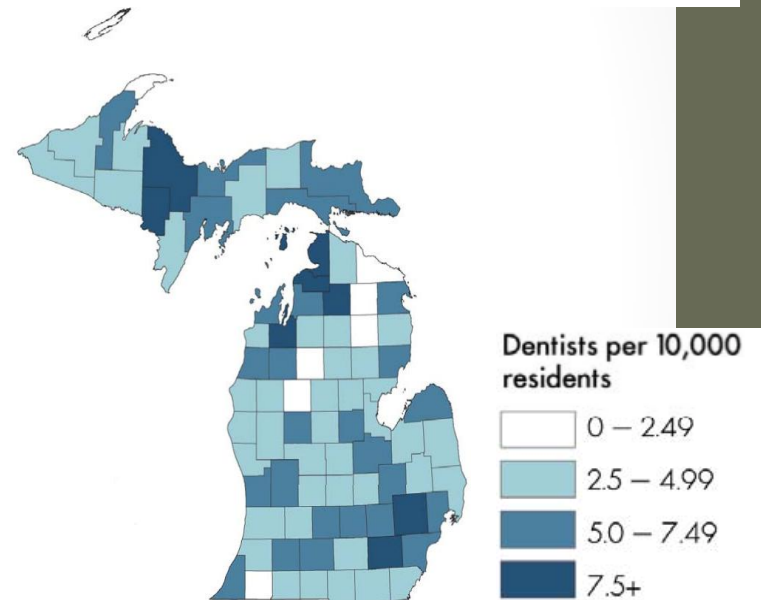 Dentists per 10,000
residents
0 – 2.49
2.5 – 4.99
5.0 – 7.49
7.5+